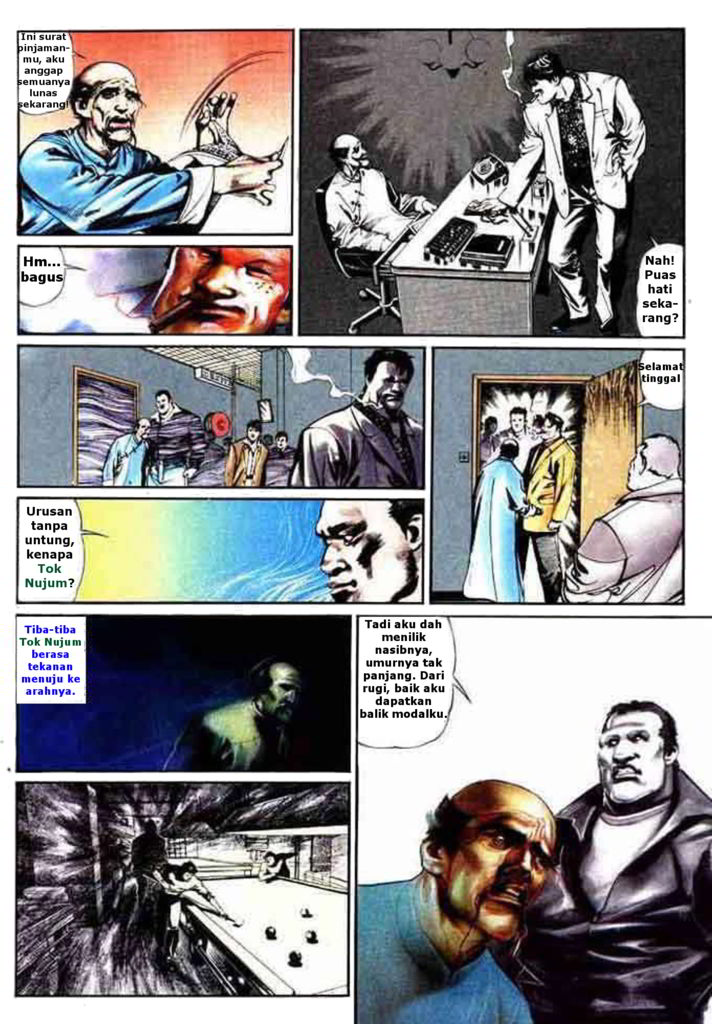 Ini surat
pinjaman-
mu, aku
anggap
semuanya
lunas
sekarang!
Nah!
Puas
hati
seka-
rang?
Hm...
bagus
Selamat
tinggal
Urusan
tanpa
untung,
kenapa
Tok
Nujum?
Tiba-tiba
Tok Nujum
berasa
tekanan
menuju ke
arahnya.
Tadi aku dah
menilik
nasibnya,
umurnya tak
panjang. Dari
rugi, baik aku
dapatkan
balik modalku.